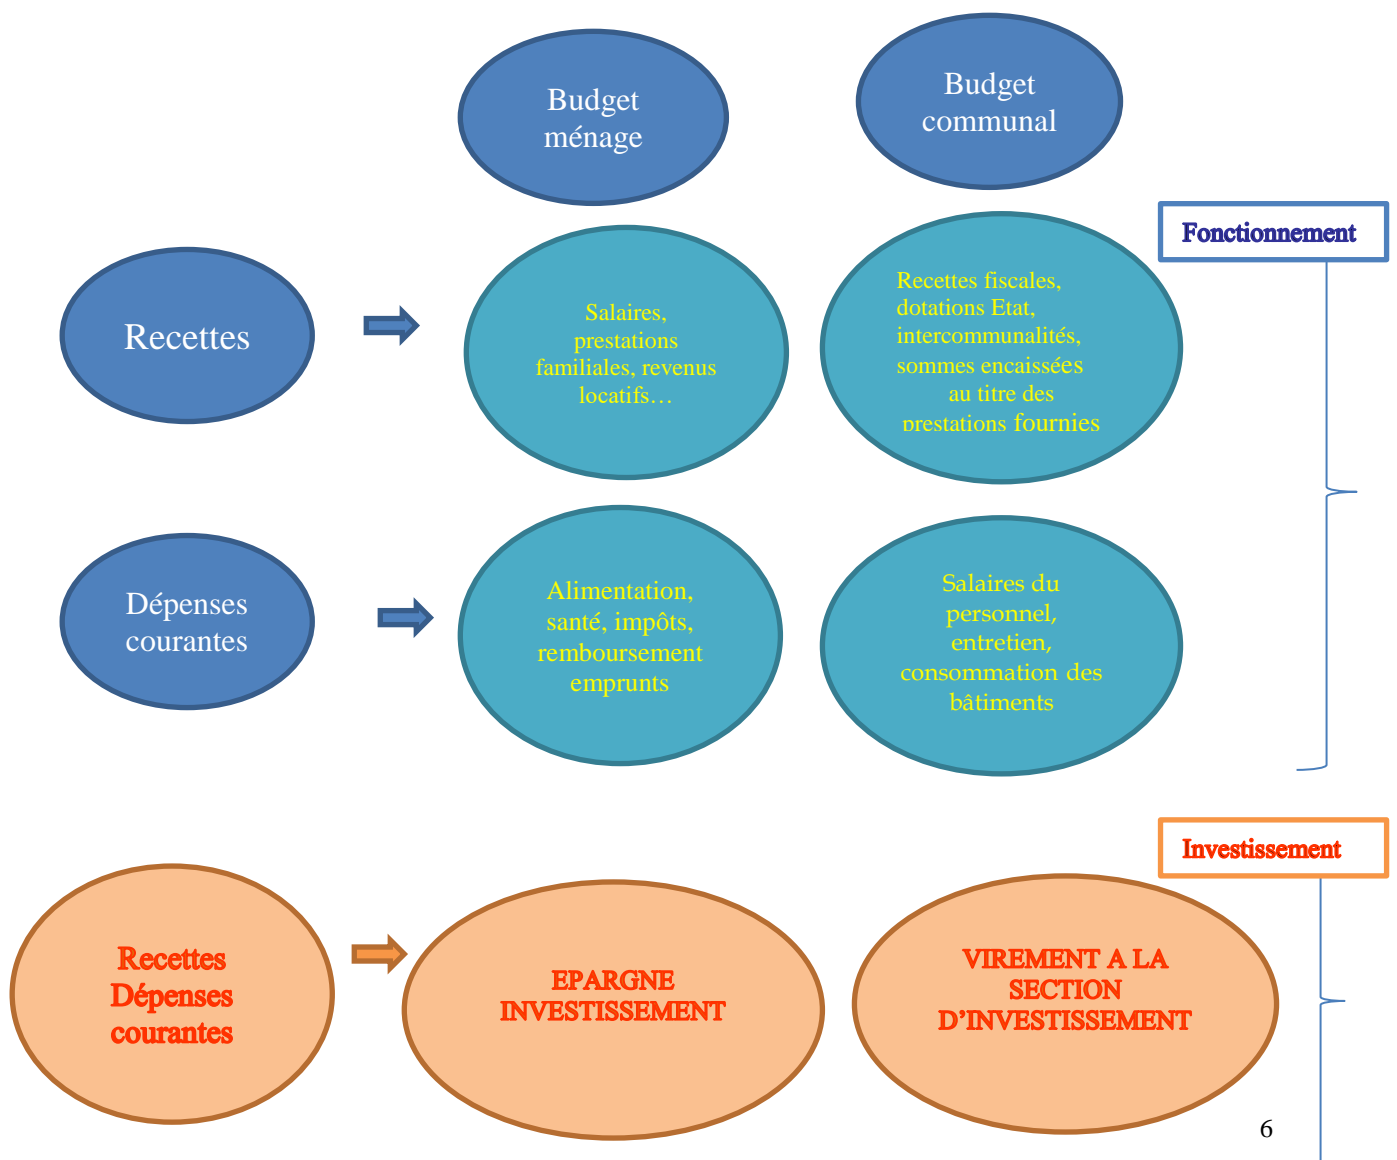 Budget
ménage
Budget
communal
Fonctionnement
Recettes
Salaires,
prestations
familiales, revenus
locatifs…
Recettes fiscales,
dotations Etat,
intercommunalités,
sommes encaissées
au titre des
prestations fournies
Dépenses
courantes
Alimentation,
santé, impôts,
remboursement
emprunts
Salaires du
personnel,
entretien,
consommation des
bâtiments
Investissement
Recettes
Dépenses
courantes
EPARGNE
INVESTISSEMENT
VIREMENT A LA
SECTION
D’INVESTISSEMENT
6